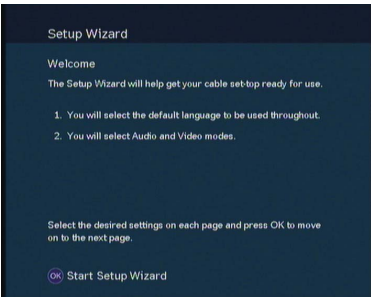 Setup Wizard
Welcome
The Setup Wizard will help get your cable set-top ready for use.
1. You will select the default language to be used throughout.
2. You will select Audio and Video modes.
Select the desired settings on each page and press OK to move
on to the next page.
OK Start Setup Wizard